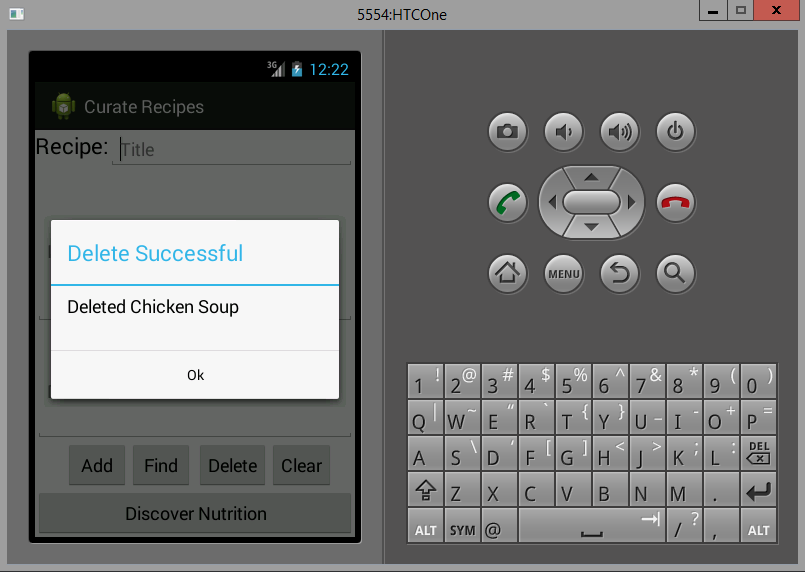 5554:HTCOne
3G 12:22
Curate Recipes
Recipe: Title
Delete Successful
Deleted Chicken Soup
Ok
Add Find Delete Clear
Discover Nutrition
MENU
1 ! 2 @ 3 # 4 $ 5 % 6 ^ 7 & 8 * 9 ( 0 )
Q | W ~ E “ R ` T { Y } U _ I - O + P =
A S \ D ‘ F [ G ] H < J > K ; L : DEL
Z X C V B N M .
ALT SYM @ / ? , ALT